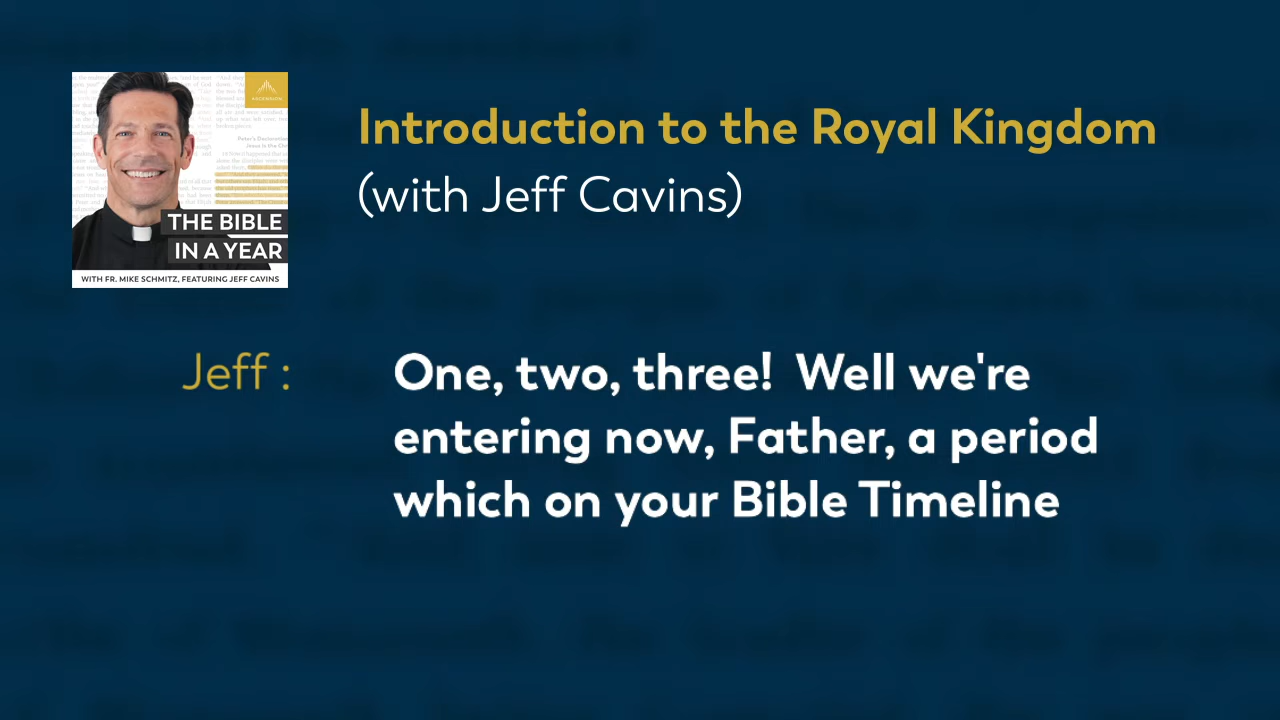 ASCENSION
THE BIBLE
IN A YEAR
WITH FR. MIKE SCHMITZ, FEATURING JEFF CAVINS
Introduction to the Royal Kingdom
(with Jeff Cavins)
Jeff : One, two, three! Well we're
entering now, Father, a period
which on your Bible Timeline